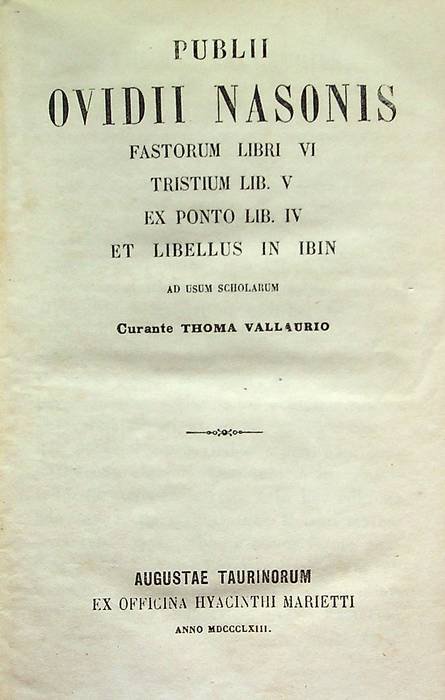 PUBLII
OVIDII NASONIS
FASTORUM LIBRI VI
TRISTIUM LIB. V
EX PONTO LIB. IV
ET LIBELLUS IN IBIN
AD USUM SCHOLARUM
Curante THOMA VALLAURIO
AUGUSTAE TAURINORUM
EX OFFICINA HYACINTHI MARIETTI
ANNO MDCCCLXIII.